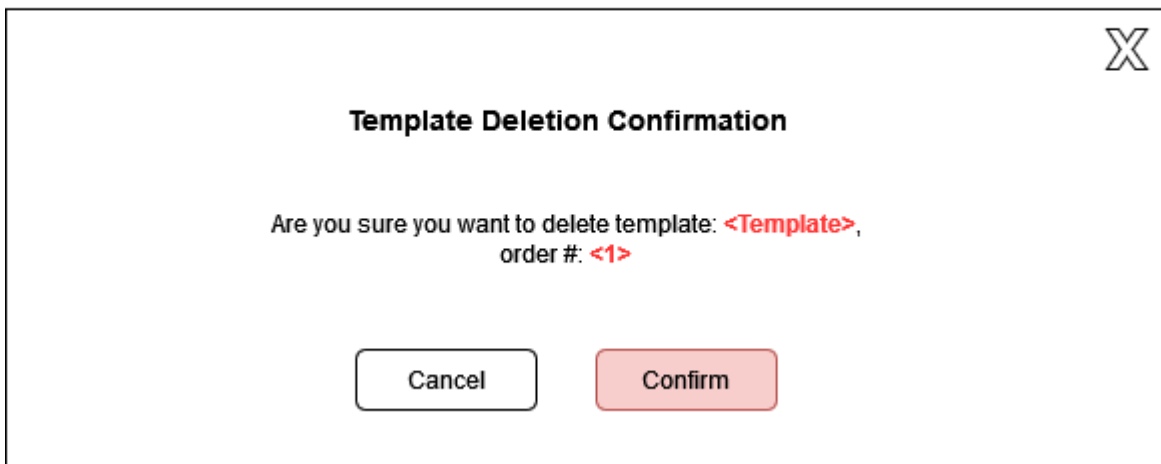 X
Template Deletion Confirmation
Are you sure you want to delete template: <Template>,
order #: <1>
Cancel Confirm